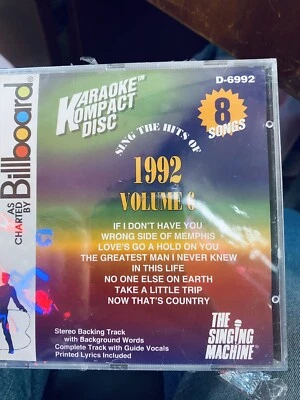 D-6992
KARAOKE™
KOMPACT
DISC
8
SONGS
SING THE HITS OF
1992
VOLUME
AS
CHARTED
BY
Billboard
IF I DON'T HAVE YOU
WRONG SIDE OF MEMPHIS
LOVE'S GO A HOLD ON YOU
THE GREATEST MAN I NEVER KNEW
IN THIS LIFE
NO ONE ELSE ON EARTH
TAKE A LITTLE TRIP
NOW THAT'S COUNTRY
Stereo Backing Track
with Background Words
Complete Track with Guide Vocals
Printed Lyrics Included
THE
SINGING
MACHINE